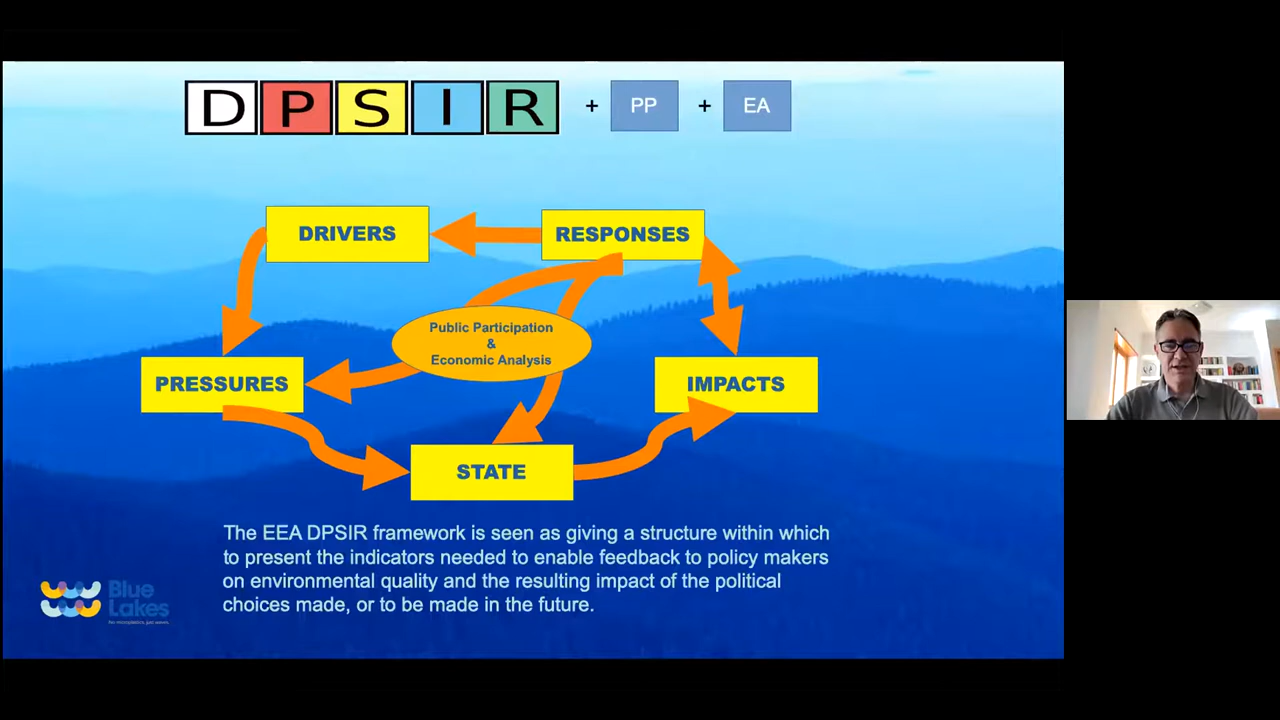 D P S I R + PP + EA
DRIVERS
RESPONSES
Public Participation
&
Economic Analysis
PRESSURES
IMPACTS
STATE
The EEA DPSIR framework is seen as giving a structure within which
to present the indicators needed to enable feedback to policy makers
on environmental quality and the resulting impact of the political
choices made, or to be made in the future.
Blue
Lakes